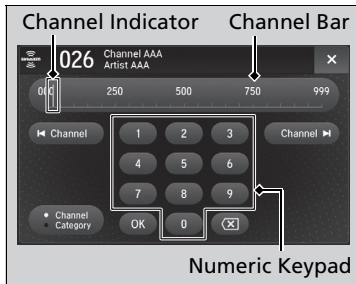 Channel Indicator Channel Bar
026 Channel AAA
Artist AAA
250 500 750 999
Channel 1 2 3 Channel
4 5 6
7 8 9
Channel
Category OK 0
Numeric Keypad